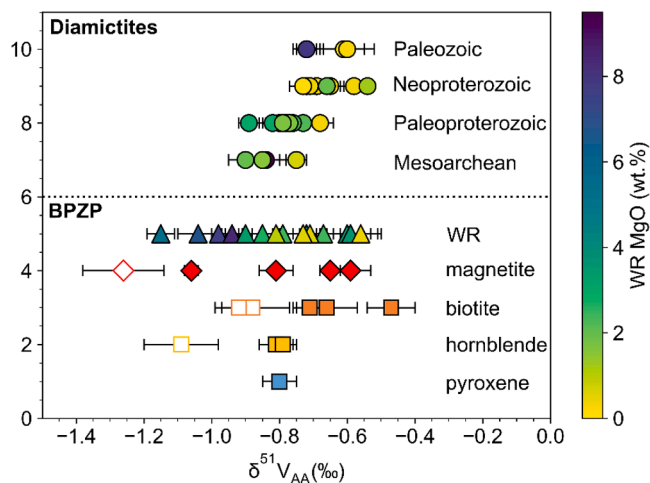 Diamictites
10
Paleozoic
Neoproterozoic
8
Paleoproterozoic
Mesoarchean
6
BPZP
WR
4
magnetite
biotite
2
hornblende
pyroxene
0
−1.4
−1.2
−1.0
−0.8
−0.6
−0.4
−0.2
0.0
δ⁵¹V_AA(‰)
8
6
4
2
0
WR MgO (wt.%)